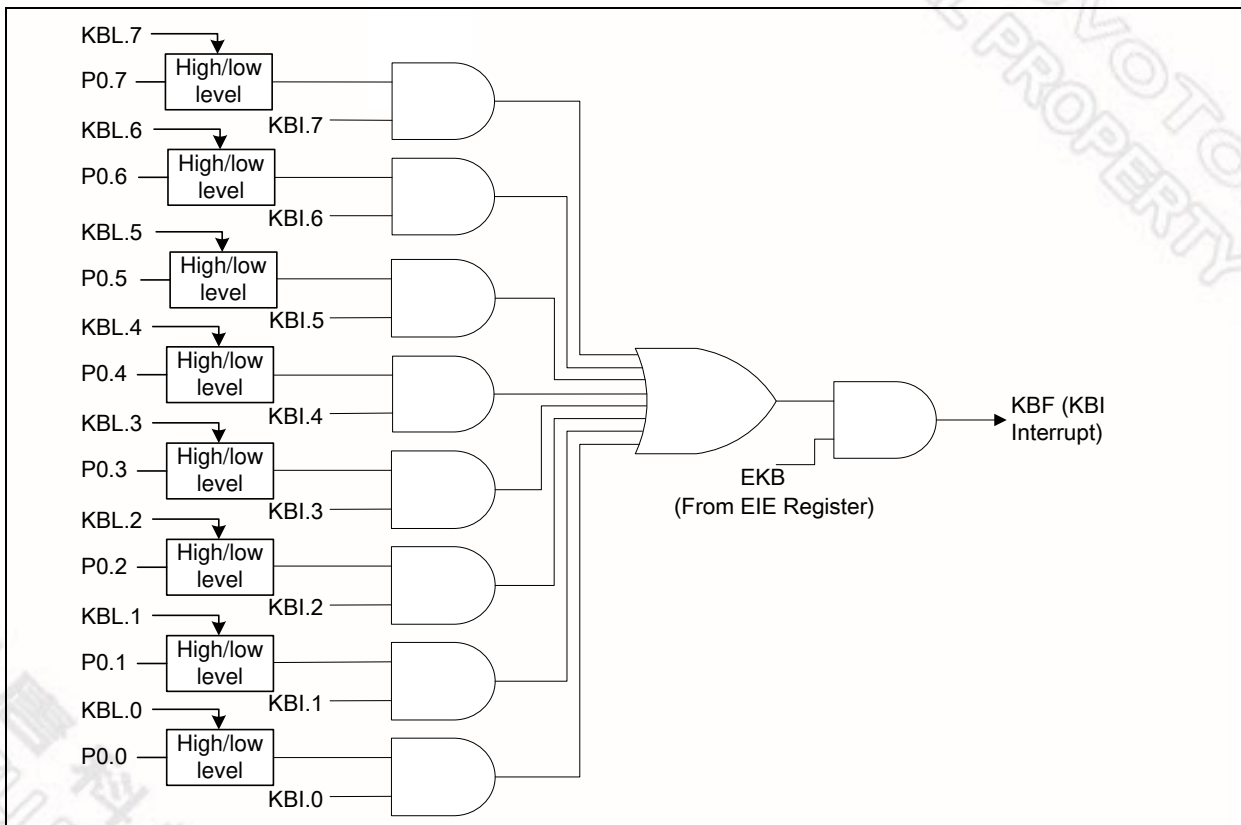 KBL.7
P0.7
High/low
level
KBI.7
KBL.6
P0.6
High/low
level
KBI.6
KBL.5
P0.5
High/low
level
KBI.5
KBL.4
P0.4
High/low
level
KBI.4
KBL.3
P0.3
High/low
level
KBI.3
KBL.2
P0.2
High/low
level
KBI.2
KBL.1
P0.1
High/low
level
KBI.1
KBL.0
P0.0
High/low
level
KBI.0
EKB
(From EIE Register)
KBF (KBI
Interrupt)
PROPERTY